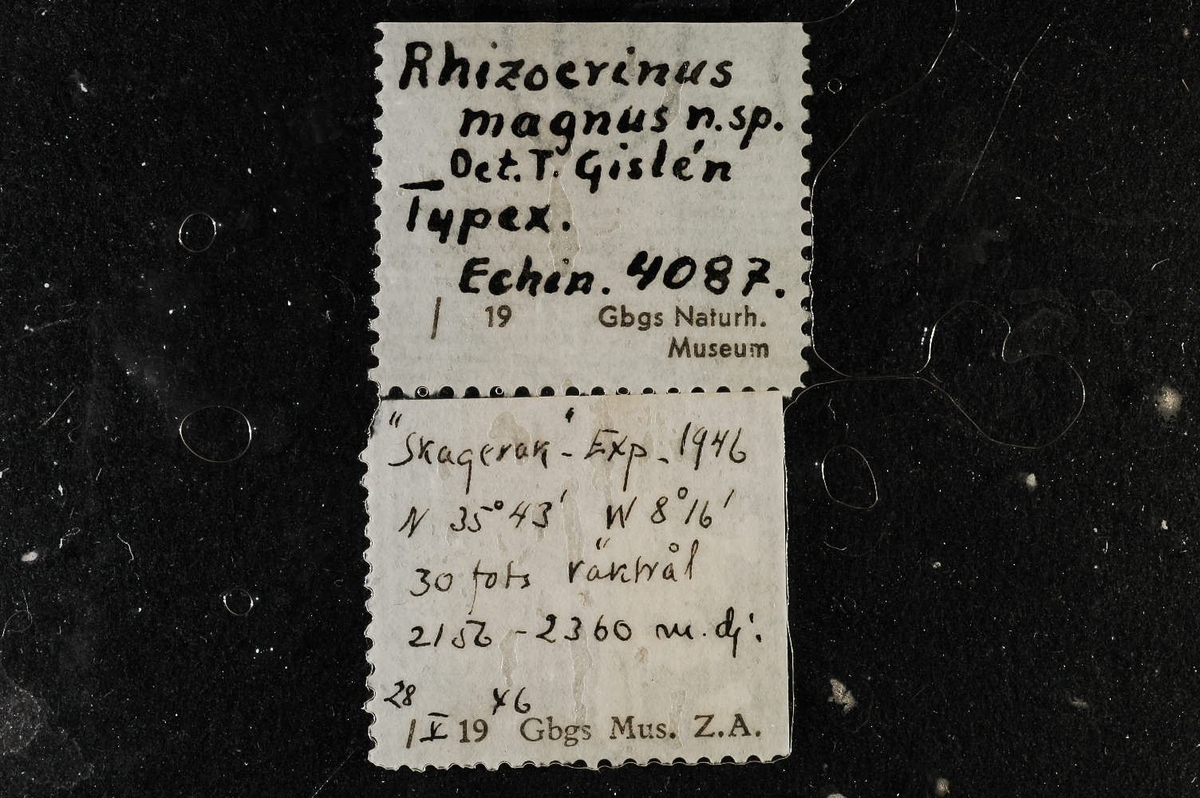 Rhizocrinus
magnus n.sp.
Det. T. Gislén
Typex.
Echin. 4087.
/ 19 Gbgs Naturh.
Museum
"Skagerak"- Exp. 1946
N 35°43' W 8°16'
30 fots räktrål
2360 m. dj.
28 46
/ V 19 Gbgs Mus. Z.A.